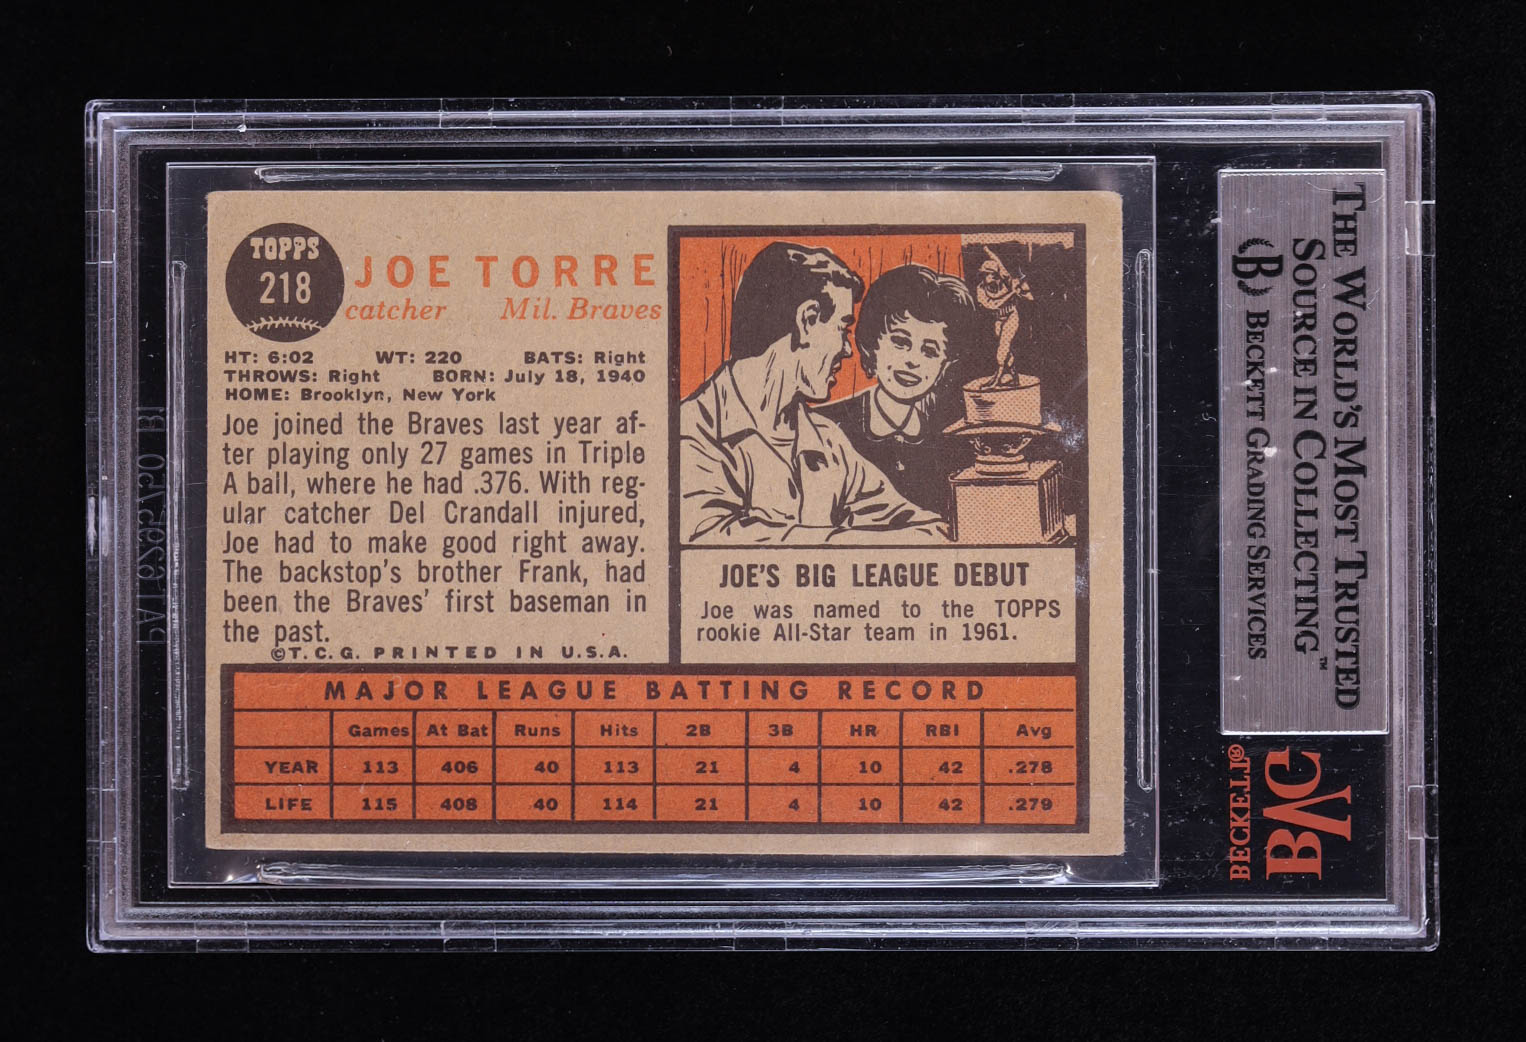 TOPPS
218
JOE TORRE
catcher Mil. Braves
HT: 6:02 WT: 220 BATS: Right
THROWS: Right BORN: July 18, 1940
HOME: Brooklyn, New York
Joe joined the Braves last year af-
ter playing only 27 games in Triple
A ball, where he had .376. With reg-
ular catcher Del Crandall injured,
Joe had to make good right away.
The backstop's brother Frank, had
been the Braves' first baseman in
the past.
©T.C.G. PRINTED IN U.S.A.
JOE'S BIG LEAGUE DEBUT
Joe was named to the TOPPS
rookie All-Star team in 1961.
MAJOR LEAGUE BATTING RECORD
Games At Bat Runs Hits 2B 3B HR RBI Avg
YEAR 113 406 40 113 21 4 10 42 .278
LIFE 115 408 40 114 21 4 10 42 .279
THE WORLD'S MOST TRUSTED
SOURCE IN COLLECTING™
B BECKETT GRADING SERVICES
BECKETT®
BVG